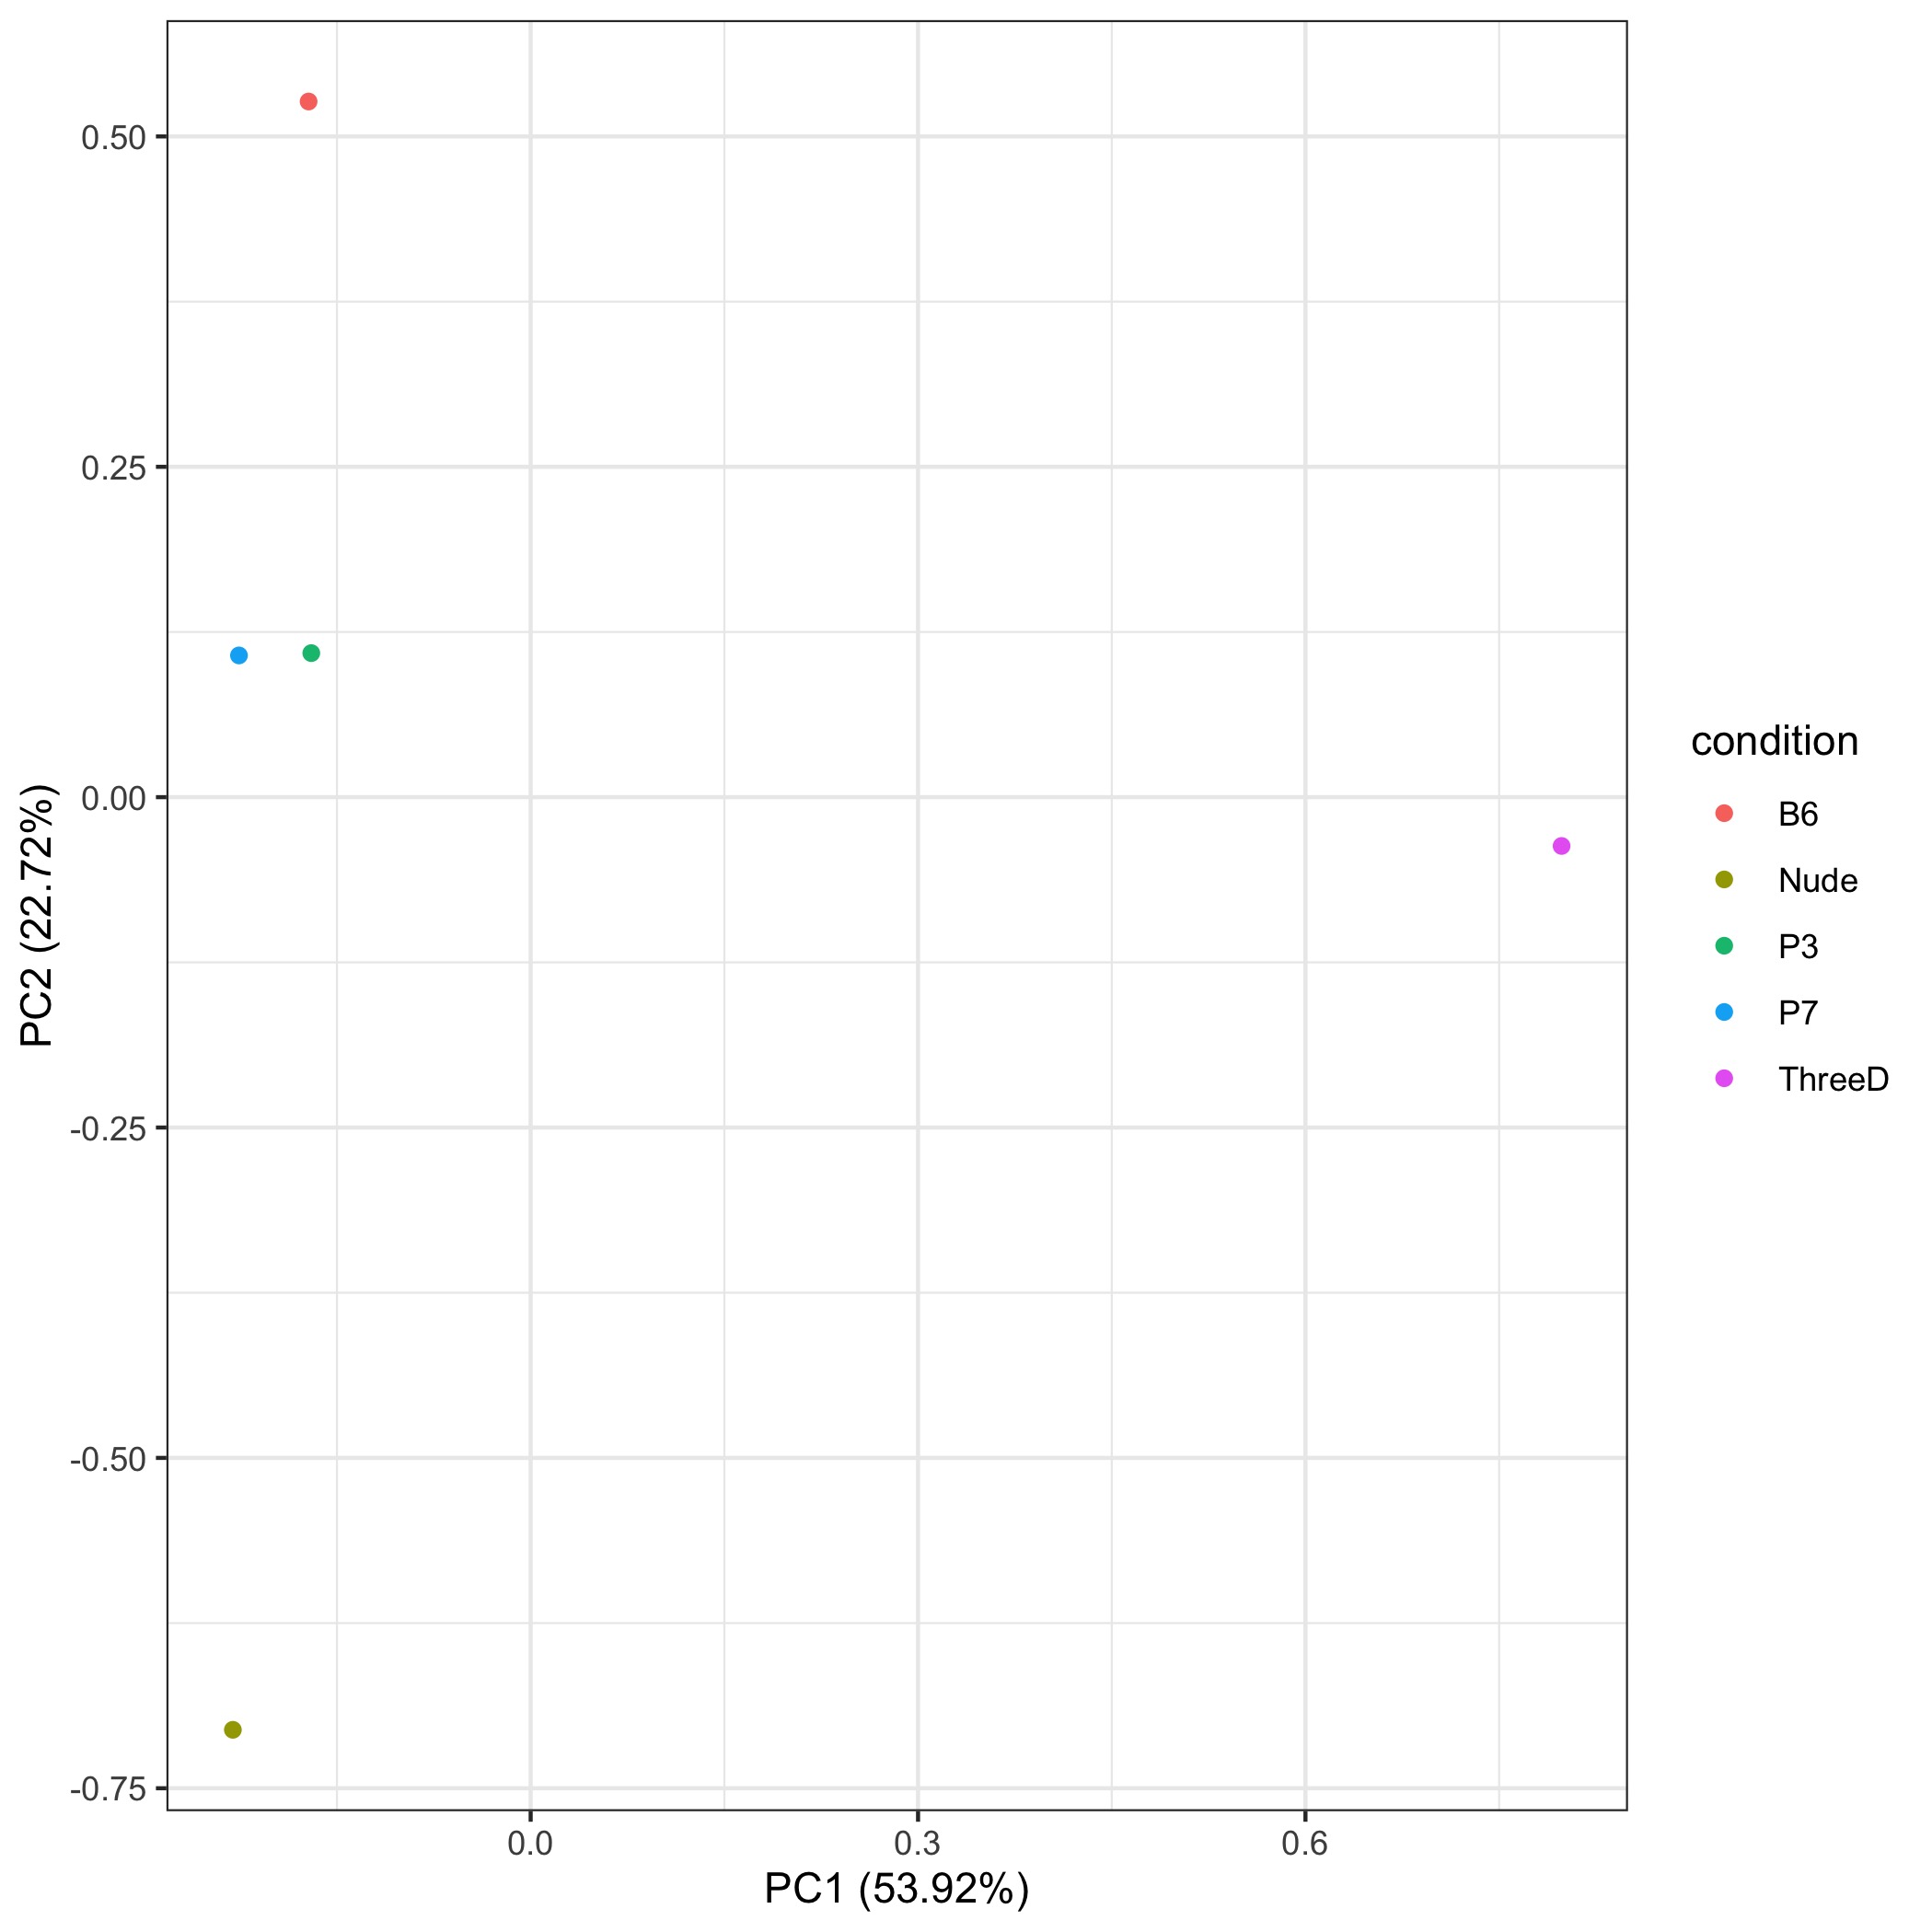 0.50
0.25
0.00
-0.25
-0.50
-0.75
PC2 (22.72%)
0.0
0.3
0.6
PC1 (53.92%)
condition
B6
Nude
P3
P7
ThreeD